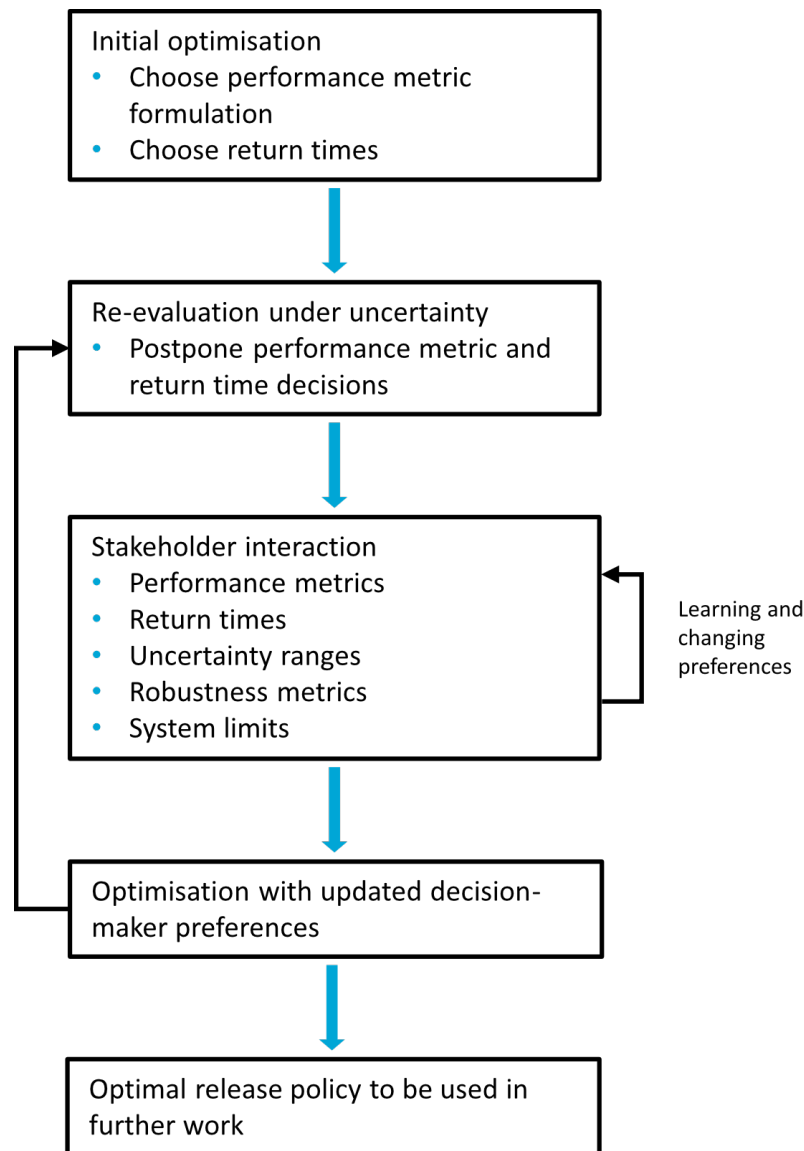 Initial optimisation
• Choose performance metric
formulation
• Choose return times
Re-evaluation under uncertainty
• Postpone performance metric and
return time decisions
Stakeholder interaction
• Performance metrics
• Return times
• Uncertainty ranges
• Robustness metrics
• System limits
Learning and
changing
preferences
Optimisation with updated decision-
maker preferences
Optimal release policy to be used in
further work